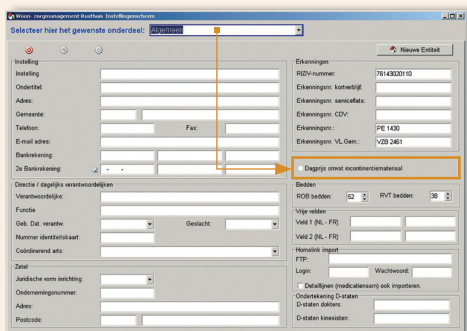 Woon- zorgmanagement Rusthuis Instellingenscherm
Selecteer hier het gewenste onderdeel: Algemeen
Nieuwe Entiteit
Instelling
Instelling
Ondertitel:
Adres:
Gemeente:
Telefoon: Fax:
E-mail adres:
Bankrekening:
2e Bankrekening: - -
Directie / dagelijks verantwoordelijken
Verantwoordelijke:
Functie
Geb. Dat. verantw. Geslacht:
Nummer identiteitskaart:
Coördinerend arts:
Zetel
Juridische vorm inrichting:
Ondernemingsnummer:
Adres:
Postcode:
Erkenningen
RIZIV-nummer: 76143020110
Erkenningsnr. kortverblijf:
Erkenningsnr. serviceflats:
Erkenningsnr. CDV:
Erkenningsnr.: PE 1430
Erkenningsnr. VL.Gem.: VZB 2461
Dagprijs omvat incontinentiemateriaal
Bedden
ROB bedden: 52 RVT bedden: 38
Vrije velden
Veld 1 (NL - FR)
Veld 2 (NL - FR)
Homelink import
FTP:
Login: Wachtwoord:
Detaillijnen (medicatienaam) ook importeren.
Ondertekening D-staten
D-staten dokters:
D-staten kinesisten: